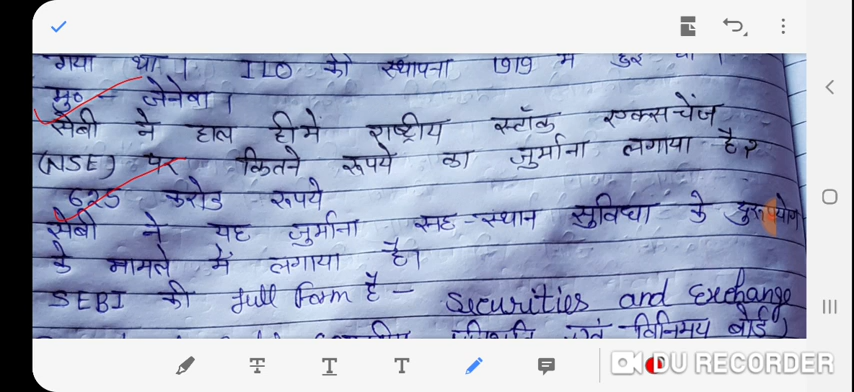 गया था। ILO की स्थापना 1919 में हुई थी।
मु० - जेनेवा।
सेबी ने हाल ही में राष्ट्रीय स्टॉक एक्सचेंज
(NSE) पर कितने रूपये का जुर्माना लगाया है?
625 करोड रूपये
सेबी ने यह जुर्माना सह-स्थान सुविधा के दुरूपयोग
के मामले में लगाया है।
SEBI की full Form है - Securities and Exchange
एवं विनिमय बोर्ड)
T T T
DU RECORDER